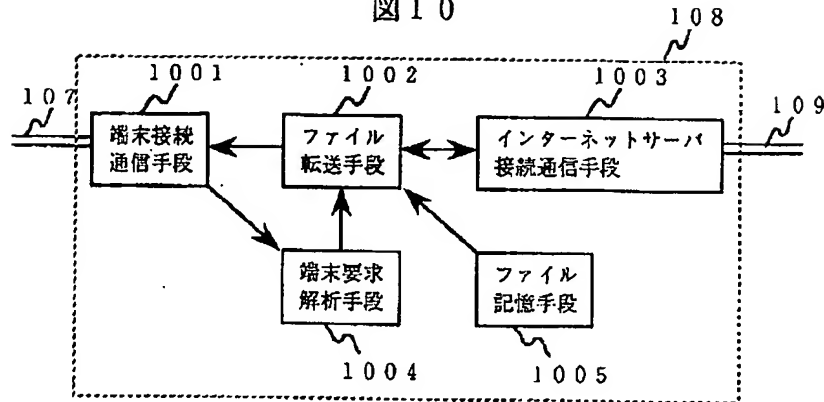 図10
108
1001
1002
1003
107
109
端末接続
通信手段
ファイル
転送手段
インターネットサーバ
接続通信手段
端末要求
解析手段
ファイル
記憶手段
1004
1005